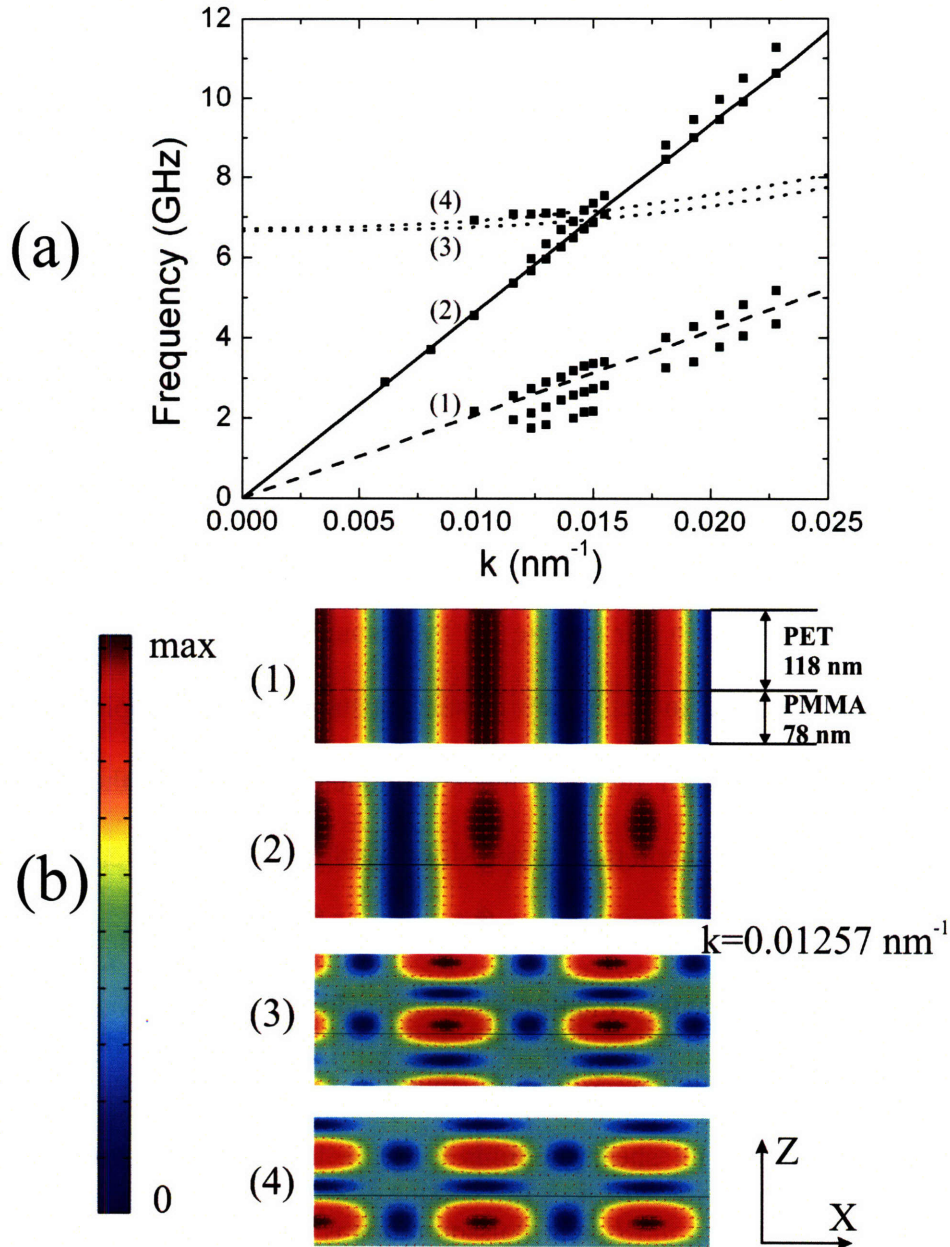 (a)
Frequency (GHz)
12
10
8
6
4
2
0
(4)
(3)
(2)
(1)
0.000 0.005 0.010 0.015 0.020 0.025
k (nm⁻¹)
(b)
max
0
(1)
PET
118 nm
PMMA
78 nm
(2)
k=0.01257 nm⁻¹
(3)
(4)
Z
X